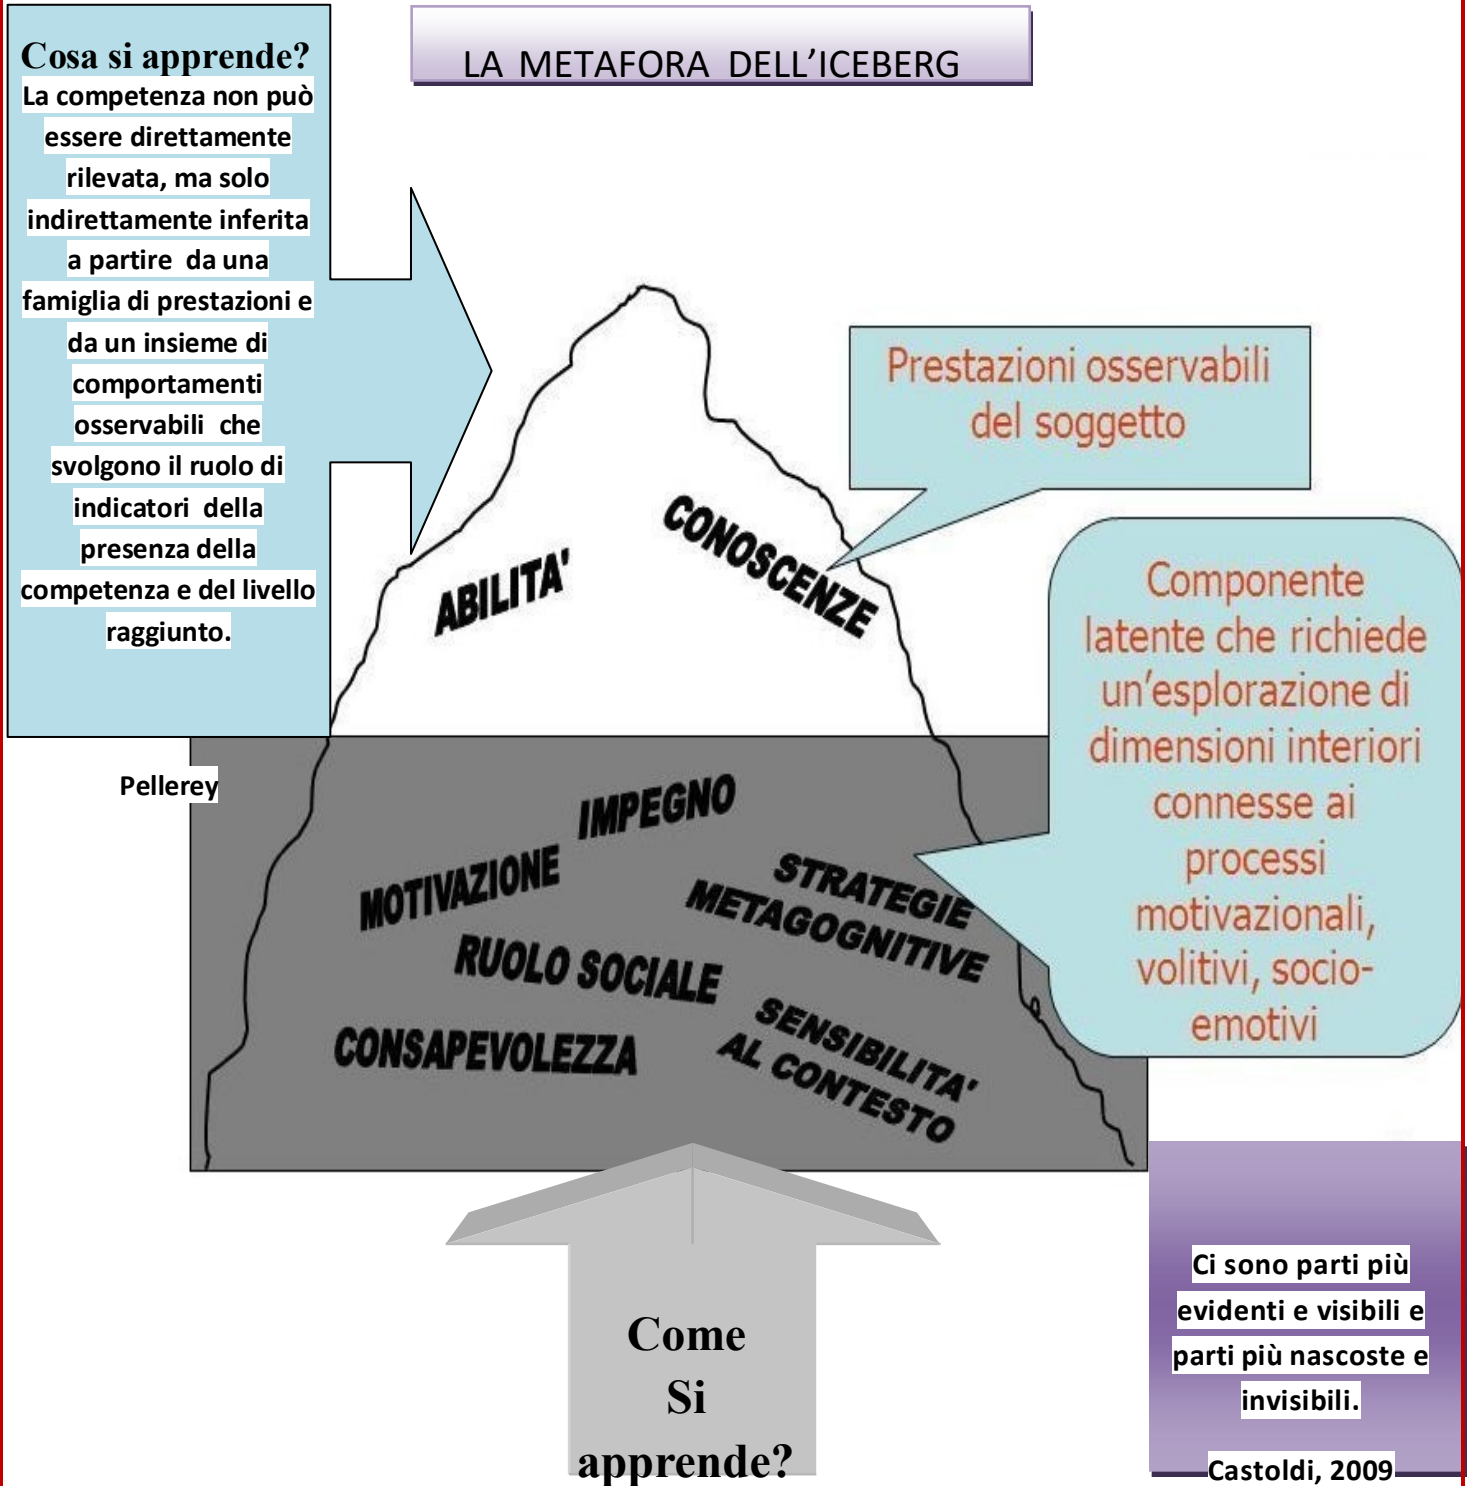 LA METAFORA DELL'ICEBERG
Cosa si apprende?
La competenza non può
essere direttamente
rilevata, ma solo
indirettamente inferita
a partire da una
famiglia di prestazioni e
da un insieme di
comportamenti
osservabili che
svolgono il ruolo di
indicatori della
presenza della
competenza e del livello
raggiunto.
Pellerey
Prestazioni osservabili
del soggetto
ABILITA'
CONOSCENZE
Componente
latente che richiede
un'esplorazione di
dimensioni interiori
connesse ai
processi
motivazionali,
volitivi, socio-
emotivi
IMPEGNO
MOTIVAZIONE
STRATEGIE
METAGOGNITIVE
RUOLO SOCIALE
CONSAPEVOLEZZA
SENSIBILITA'
AL CONTESTO
Come
Si
apprende?
Ci sono parti più
evidenti e visibili e
parti più nascoste e
invisibili.
Castoldi, 2009